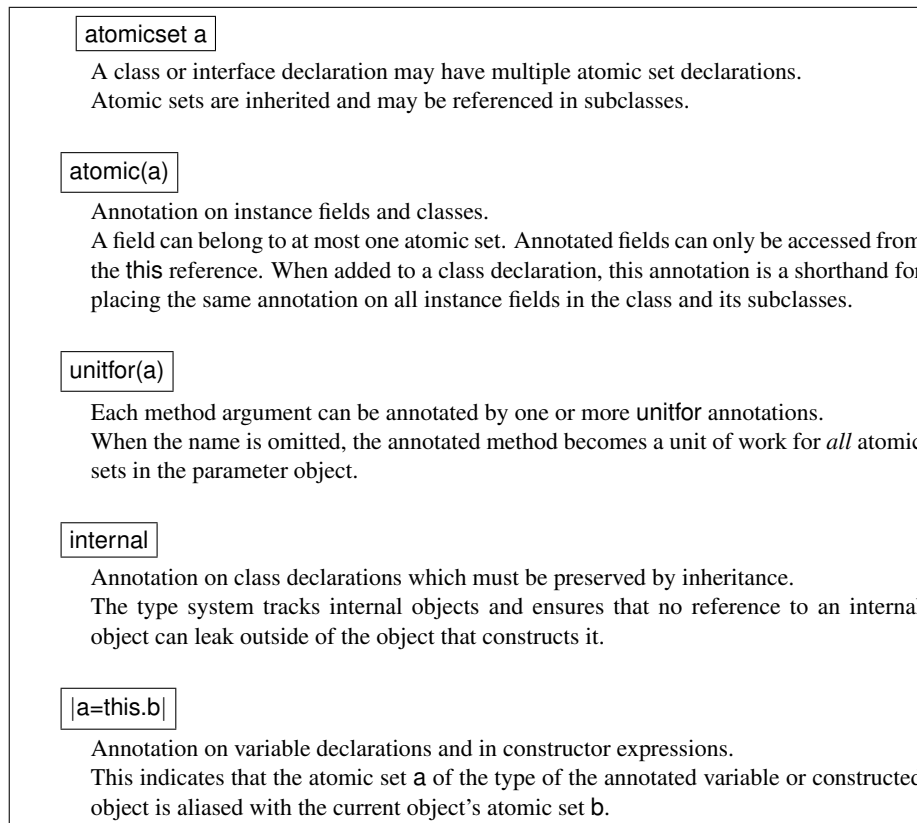 atomicset a
A class or interface declaration may have multiple atomic set declarations.
Atomic sets are inherited and may be referenced in subclasses.
atomic(a)
Annotation on instance fields and classes.
A field can belong to at most one atomic set. Annotated fields can only be accessed from
the this reference. When added to a class declaration, this annotation is a shorthand for
placing the same annotation on all instance fields in the class and its subclasses.
unitfor(a)
Each method argument can be annotated by one or more unitfor annotations.
When the name is omitted, the annotated method becomes a unit of work for all atomic
sets in the parameter object.
internal
Annotation on class declarations which must be preserved by inheritance.
The type system tracks internal objects and ensures that no reference to an internal
object can leak outside of the object that constructs it.
|a=this.b|
Annotation on variable declarations and in constructor expressions.
This indicates that the atomic set a of the type of the annotated variable or constructed
object is aliased with the current object's atomic set b.